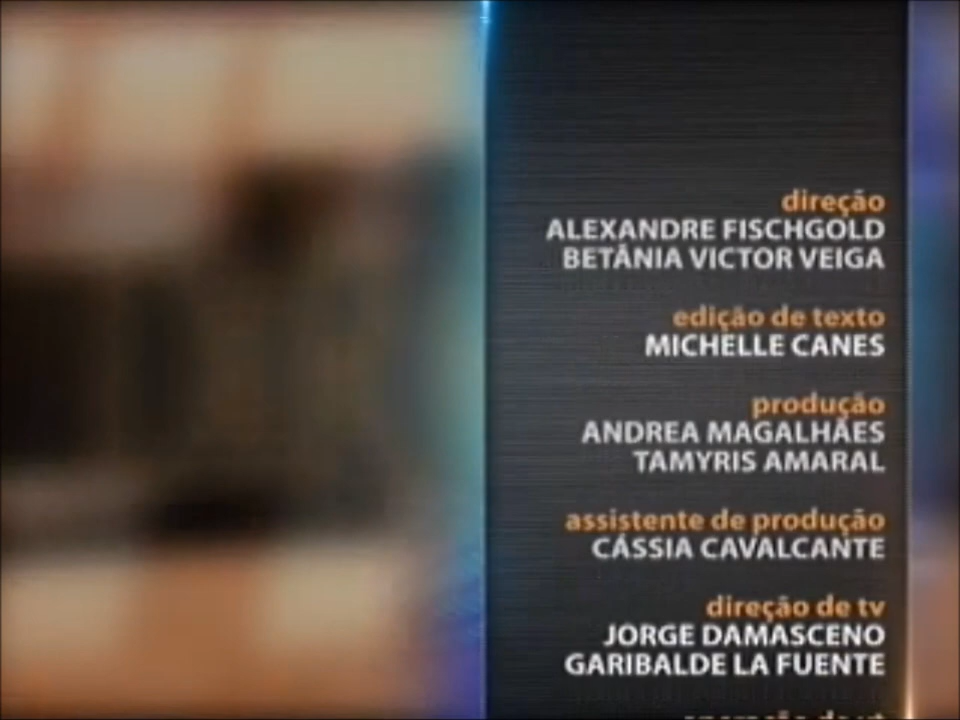 direção
ALEXANDRE FISCHGOLD
BETÂNIA VICTOR VEIGA
edição de texto
MICHELLE CANES
produção
ANDREA MAGALHÃES
TAMYRIS AMARAL
assistente de produção
CÁSSIA CAVALCANTE
direção de tv
JORGE DAMASCENO
GARIBALDE LA FUENTE